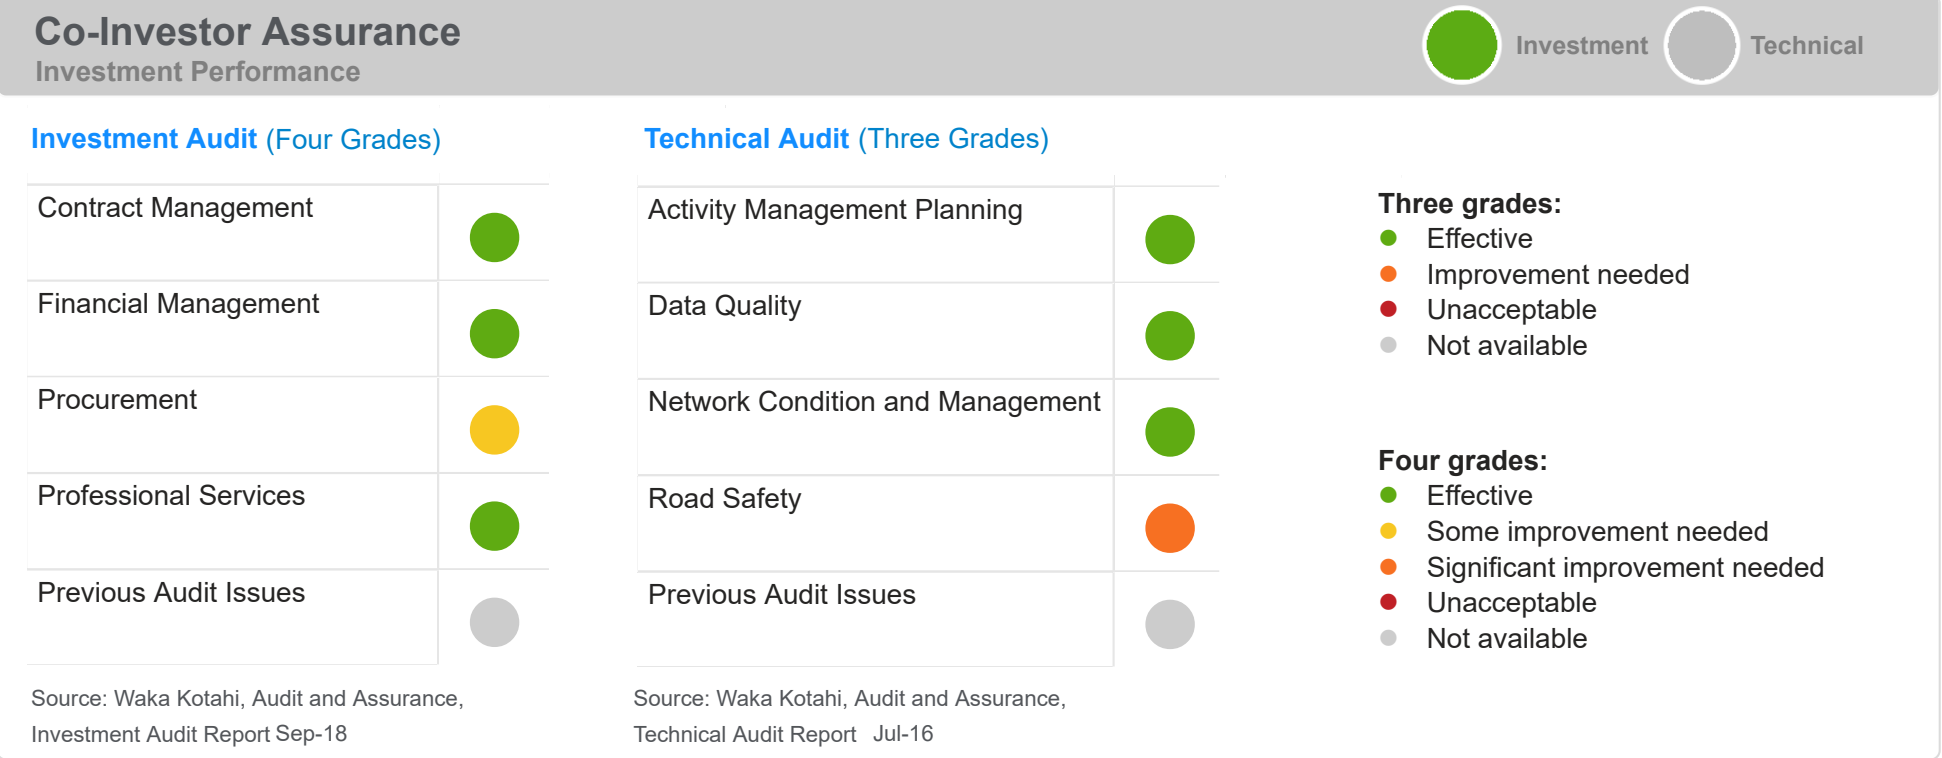 Co-Investor Assurance
Investment Performance
Investment
Technical
Investment Audit (Four Grades)
Contract Management
Financial Management
Procurement
Professional Services
Previous Audit Issues
Source: Waka Kotahi, Audit and Assurance,
Investment Audit Report Sep-18
Technical Audit (Three Grades)
Activity Management Planning
Data Quality
Network Condition and Management
Road Safety
Previous Audit Issues
Source: Waka Kotahi, Audit and Assurance,
Technical Audit Report Jul-16
Three grades:
Effective
Improvement needed
Unacceptable
Not available
Four grades:
Effective
Some improvement needed
Significant improvement needed
Unacceptable
Not available